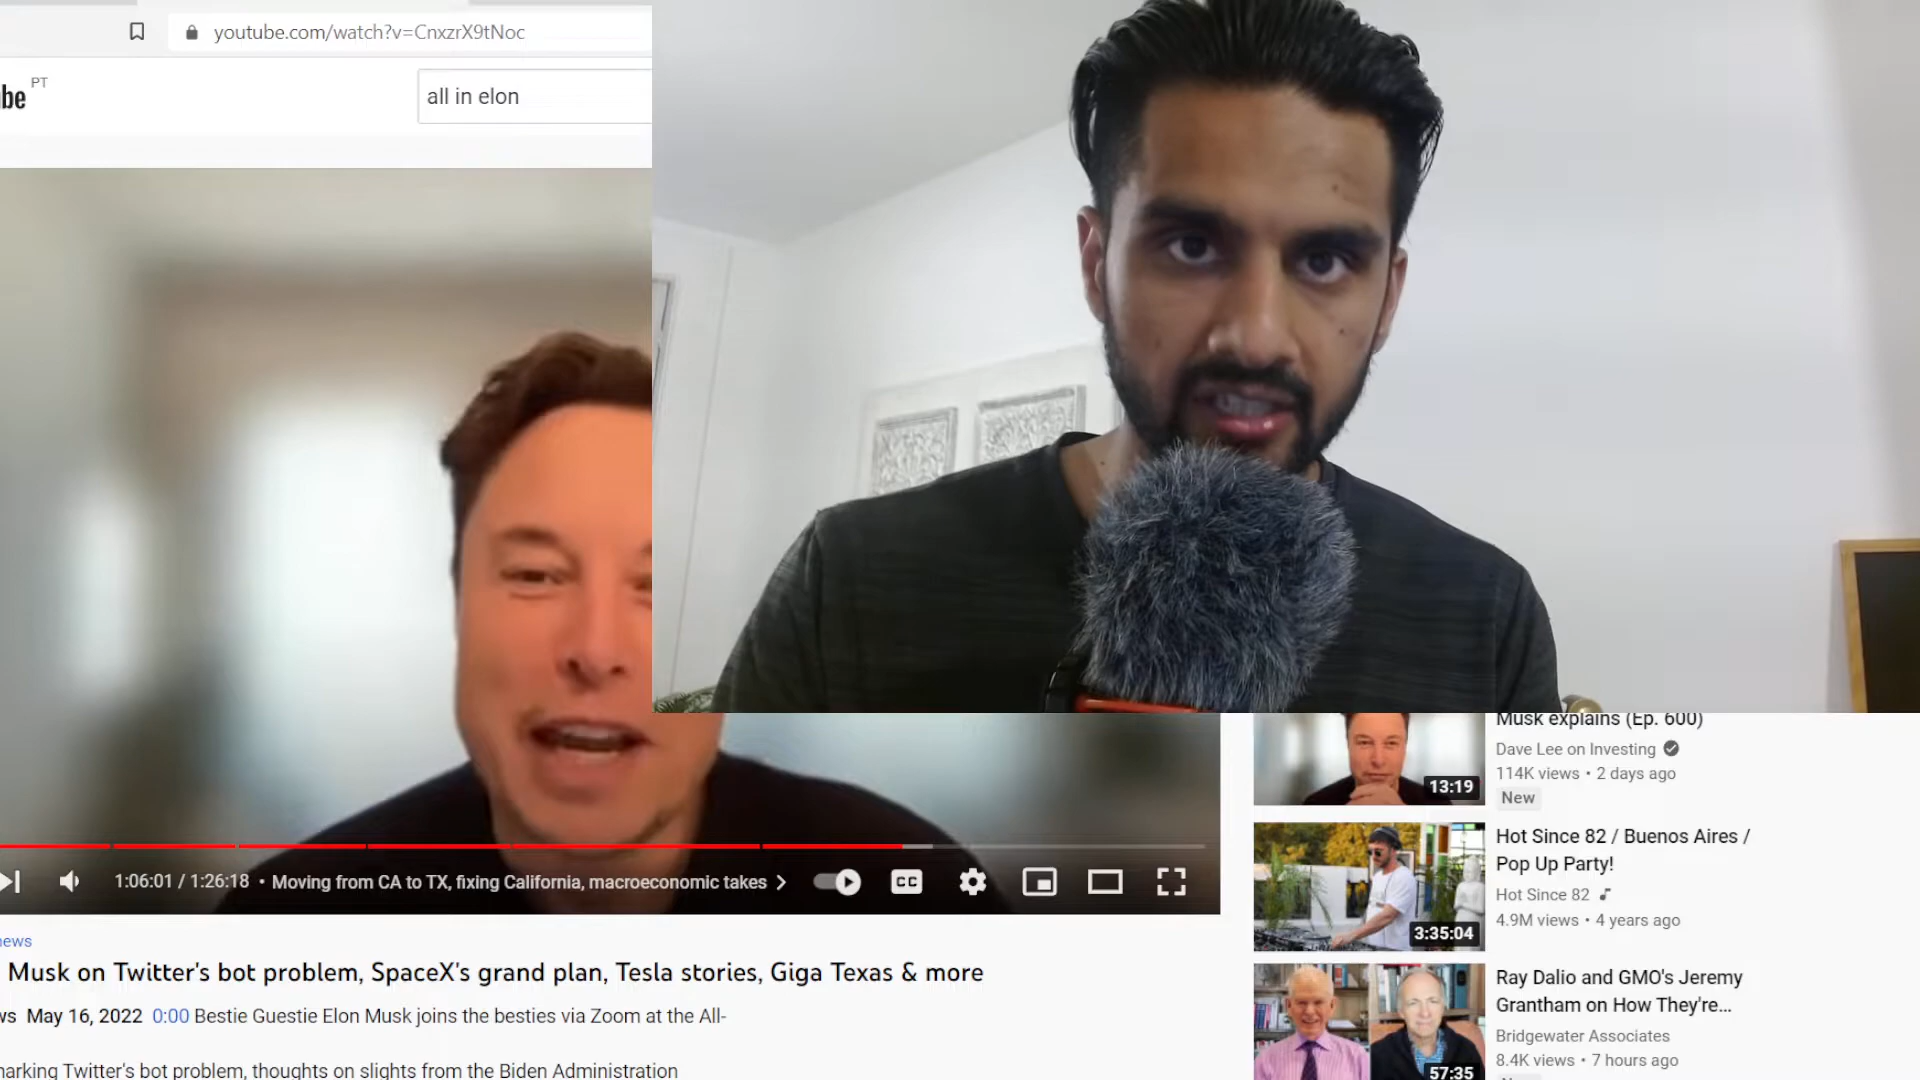 youtube.com/watch?v=CnxzrX9tNoc
be PT
all in elon
1:06:01 / 1:26:18 • Moving from CA to TX, fixing California, macroeconomic takes
CC
news
Musk on Twitter's bot problem, SpaceX's grand plan, Tesla stories, Giga Texas & more
ws May 16, 2022 0:00 Bestie Guestie Elon Musk joins the besties via Zoom at the All-
narking Twitter's bot problem, thoughts on slights from the Biden Administration
Musk explains (Ep. 600)
Dave Lee on Investing
114K views • 2 days ago
New
13:19
Hot Since 82 / Buenos Aires /
Pop Up Party!
Hot Since 82
4.9M views • 4 years ago
3:35:04
Ray Dalio and GMO's Jeremy
Grantham on How They're...
Bridgewater Associates
8.4K views • 7 hours ago
57:35